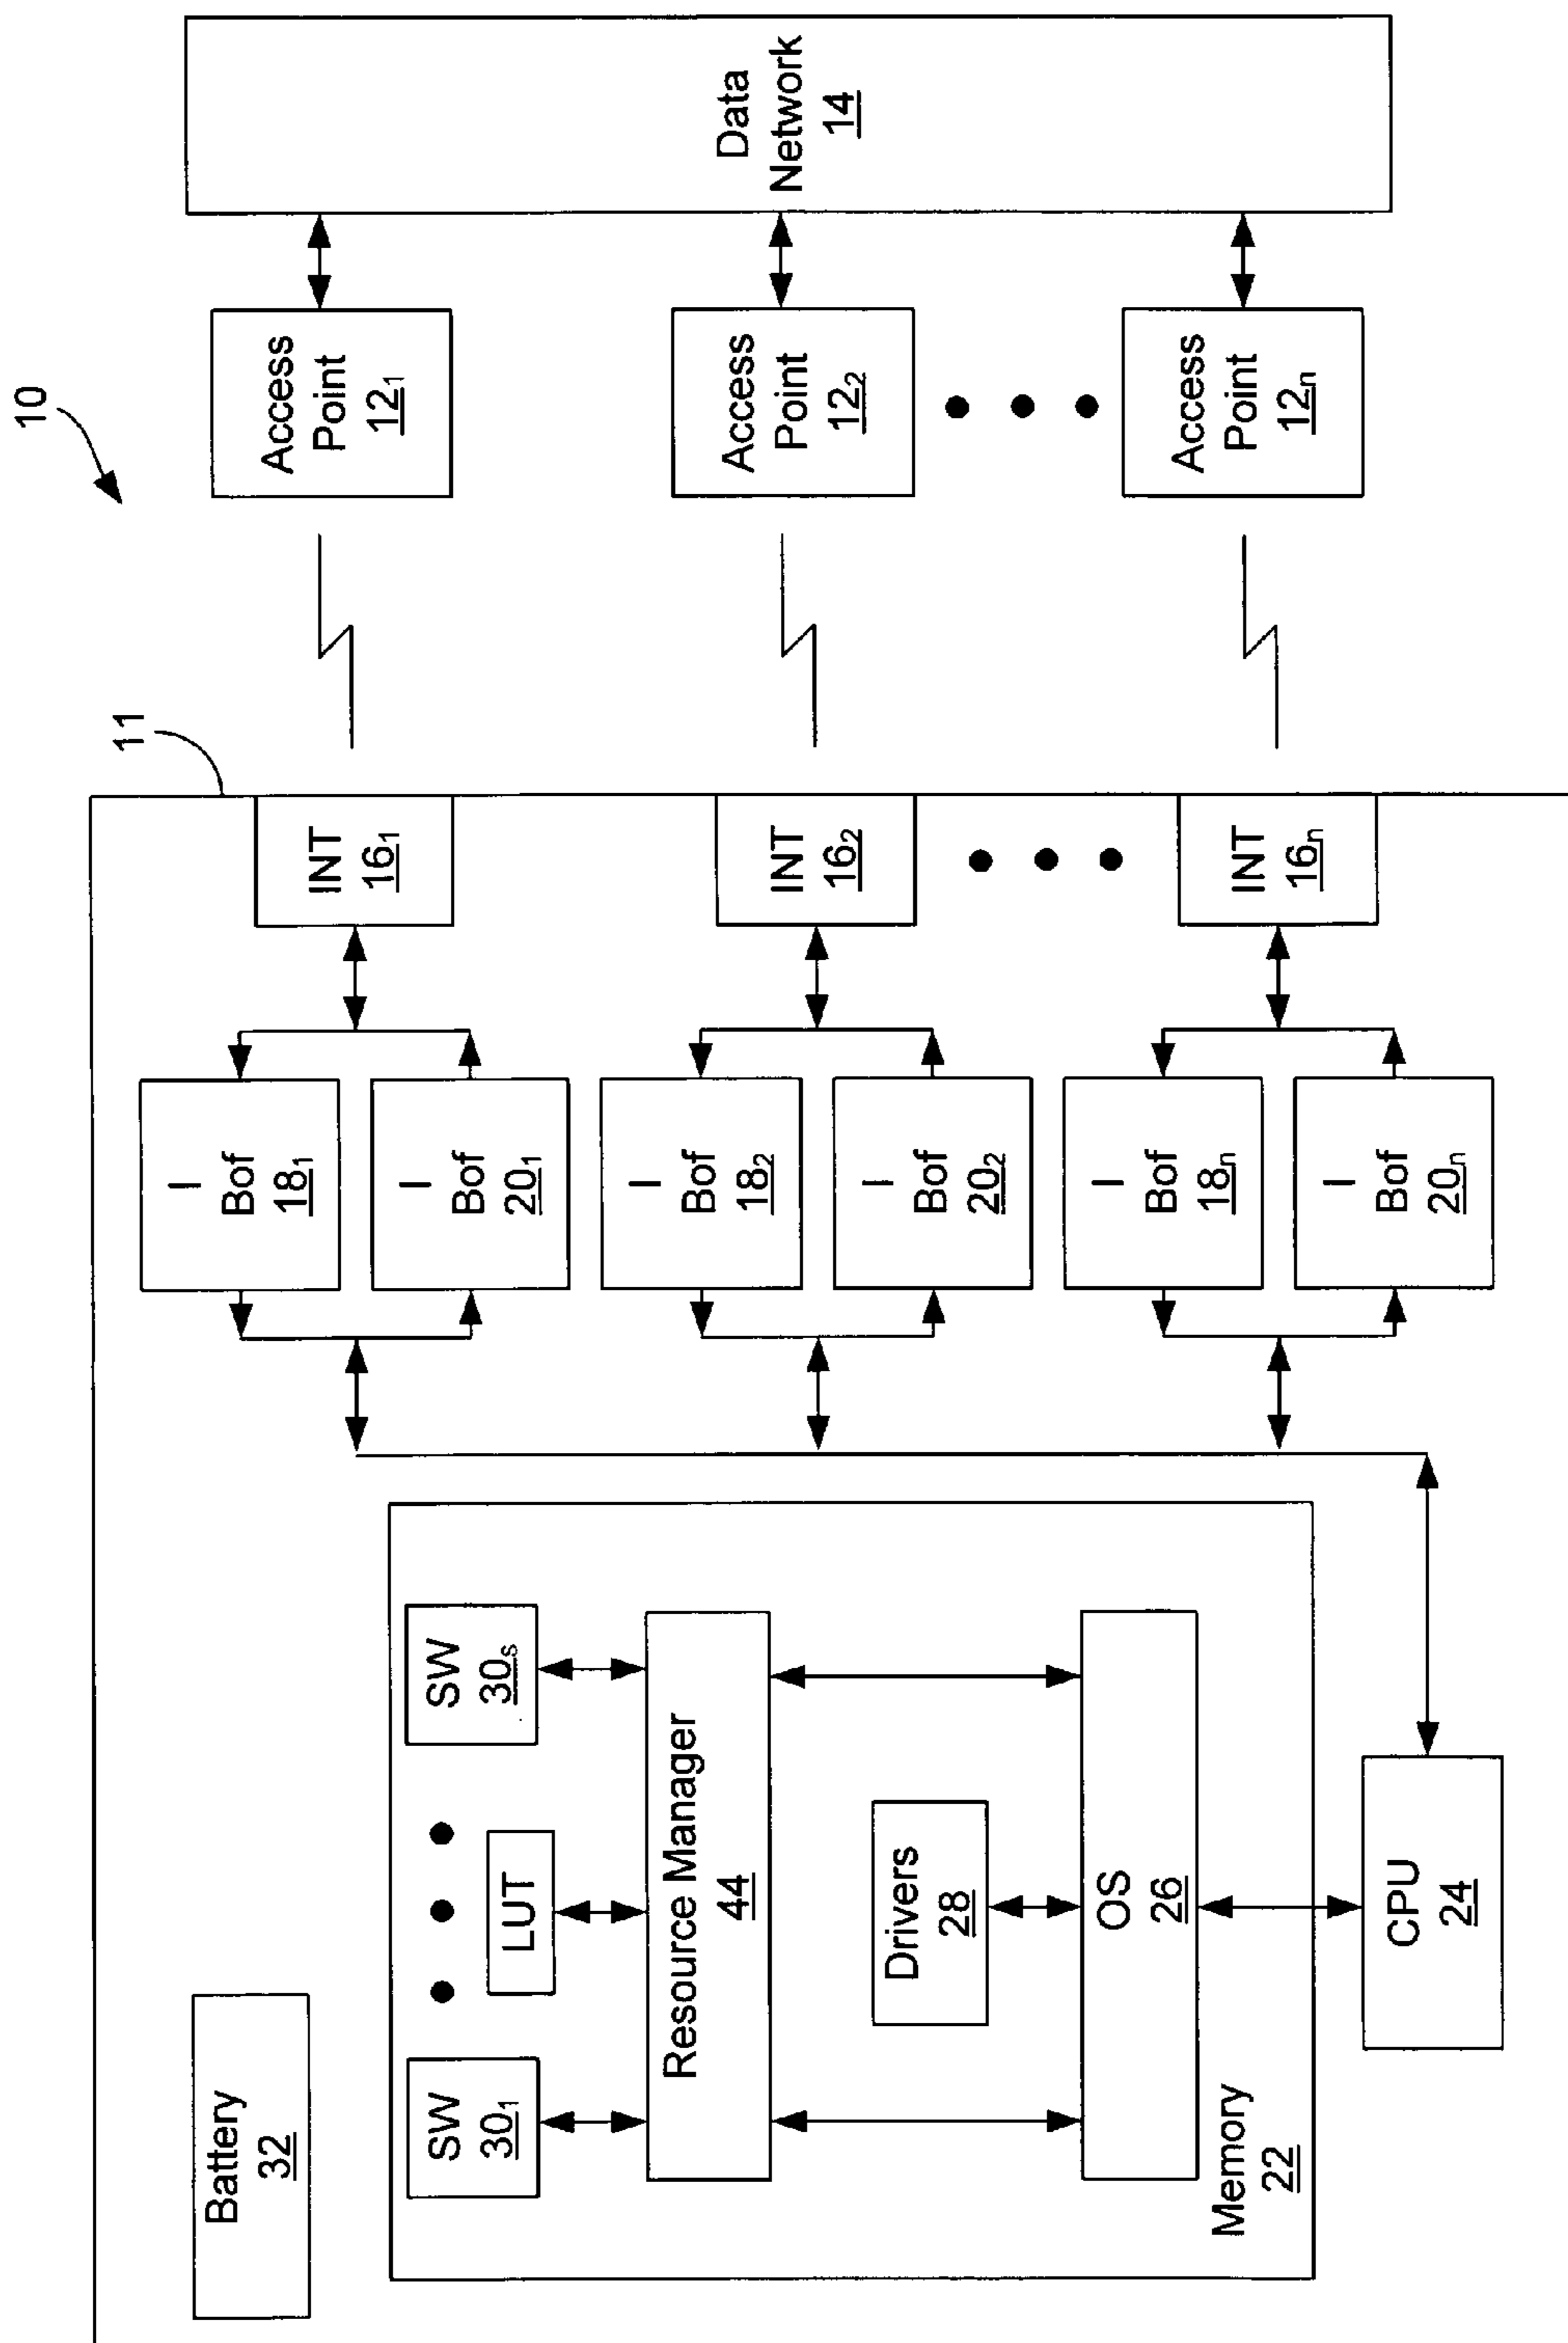 10
11
Battery
32
I
Bof
18₁
I
Bof
20₁
INT
16₁
Access
Point
12₁
SW
30₁
LUT
SW
30ₛ
Resource Manager
44
Drivers
28
OS
26
Memory
22
CPU
24
I
Bof
18₂
I
Bof
20₂
INT
16₂
Access
Point
12₂
Data
Network
14
I
Bof
18ₙ
I
Bof
20ₙ
INT
16ₙ
Access
Point
12ₙ